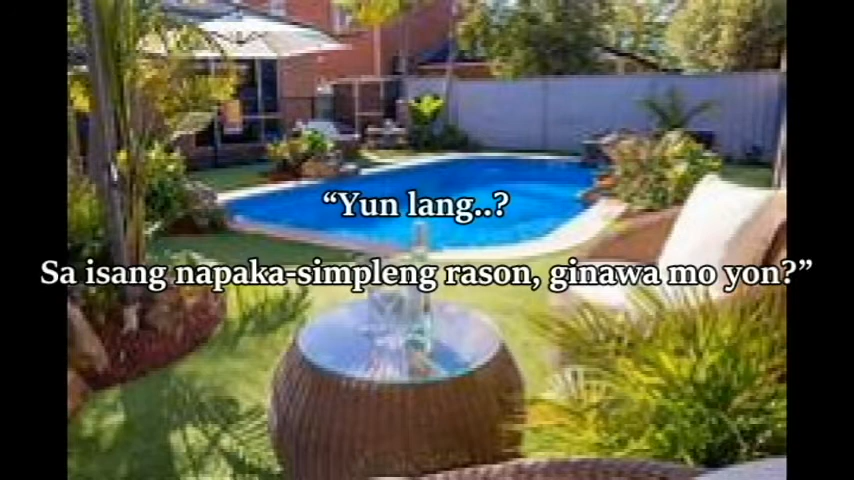 “Yun lang..?
Sa isang napaka-simpleng rason, ginawa mo yon?”